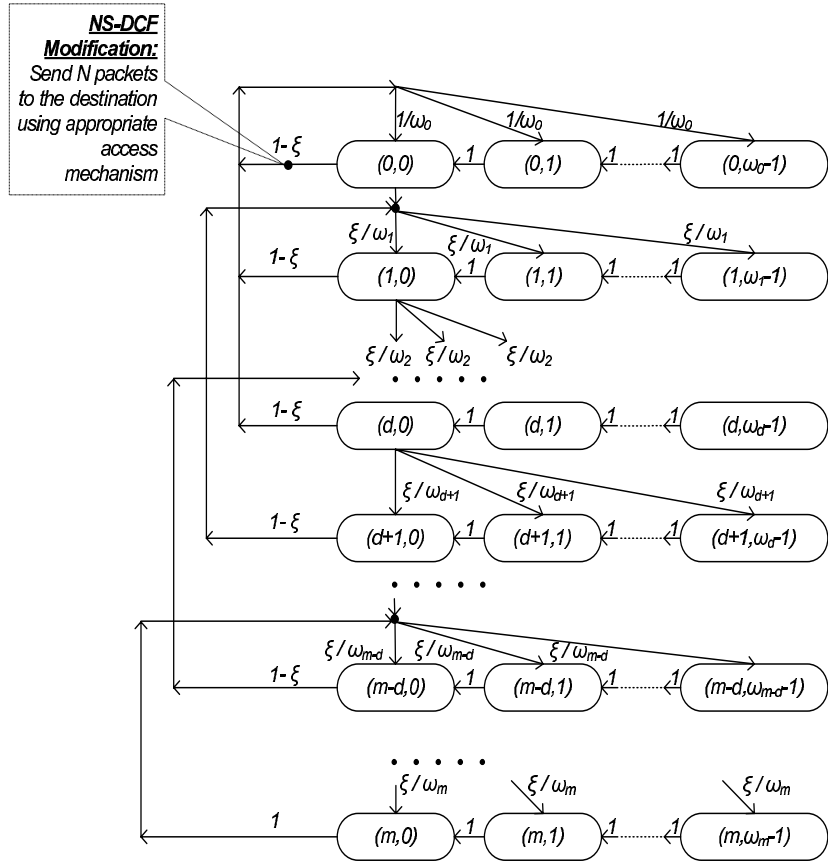 NS-DCF
Modification:
Send N packets
to the destination
using appropriate
access
mechanism
1/ω0 1/ω0 1/ω0
1- ξ (0,0) 1 (0,1) 1 1 (0,ω0-1)
ξ/ω1 ξ/ω1 ξ/ω1
1- ξ (1,0) 1 (1,1) 1 1 (1,ω1-1)
ξ/ω2 ξ/ω2 ξ/ω2
1- ξ (d,0) 1 (d,1) 1 1 (d,ωd-1)
ξ/ωd+1 ξ/ωd+1 ξ/ωd+1
1- ξ (d+1,0) 1 (d+1,1) 1 1 (d+1,ωd-1)
ξ/ωm-d ξ/ωm-d ξ/ωm-d
1- ξ (m-d,0) 1 (m-d,1) 1 1 (m-d,ωm-d-1)
ξ/ωm ξ/ωm ξ/ωm
1 (m,0) 1 (m,1) 1 1 (m,ωm-1)